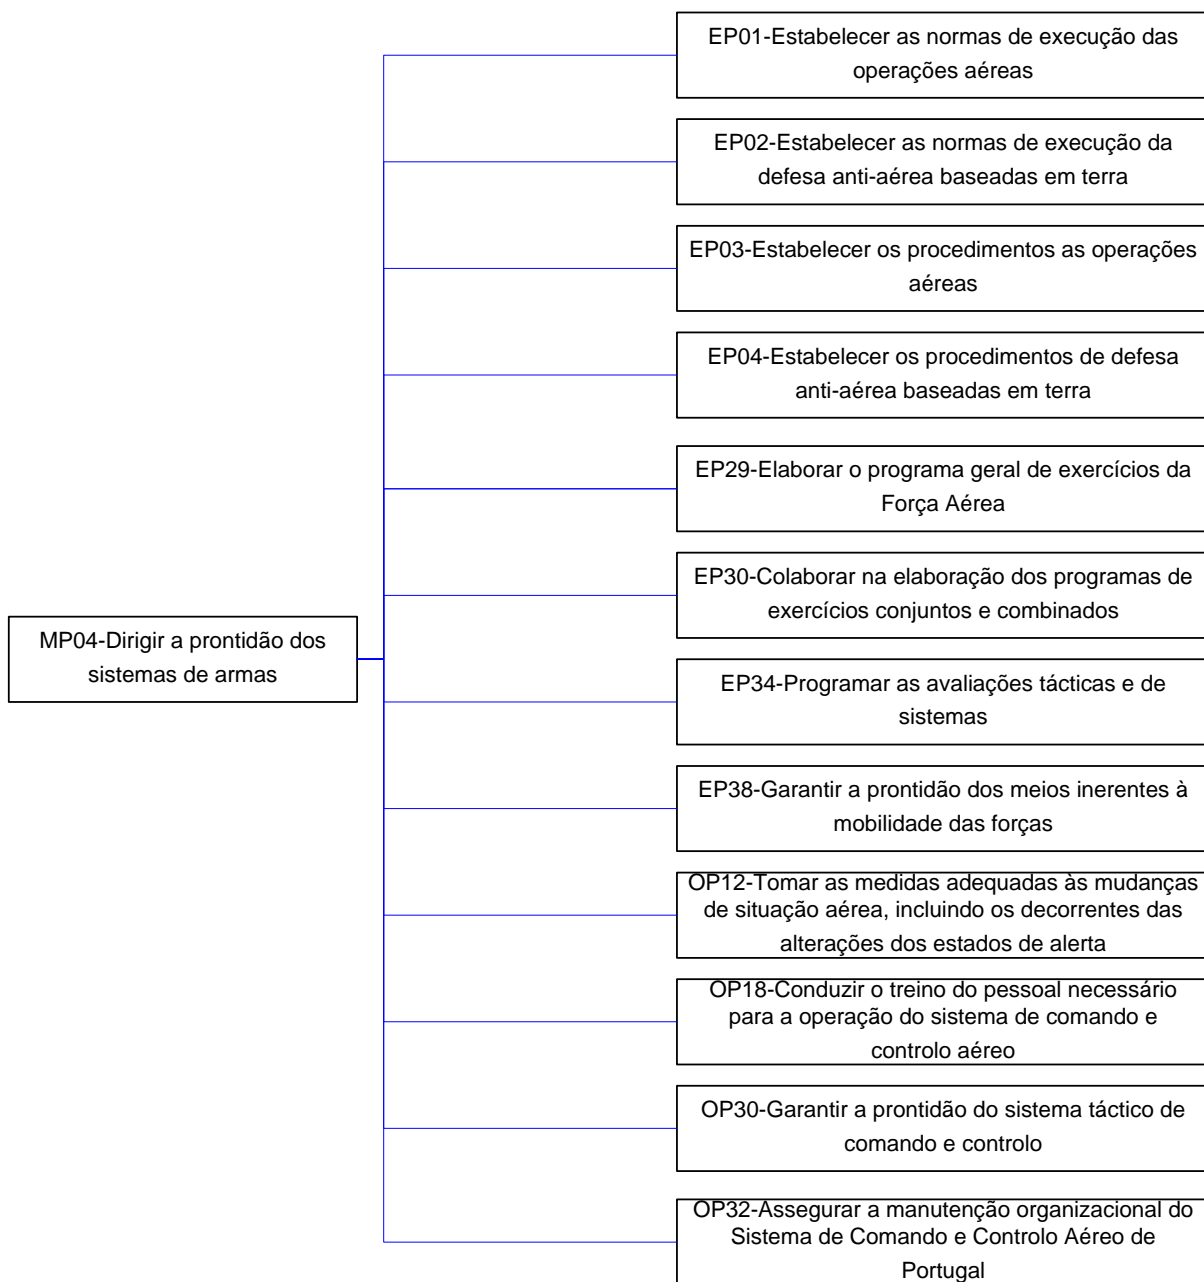 EP01-Estabelecer as normas de execução das
operações aéreas
EP02-Estabelecer as normas de execução da
defesa anti-aérea baseadas em terra
EP03-Estabelecer os procedimentos as operações
aéreas
EP04-Estabelecer os procedimentos de defesa
anti-aérea baseadas em terra
EP29-Elaborar o programa geral de exercícios da
Força Aérea
EP30-Colaborar na elaboração dos programas de
exercícios conjuntos e combinados
MP04-Dirigir a prontidão dos
sistemas de armas
EP34-Programar as avaliações tácticas e de
sistemas
EP38-Garantir a prontidão dos meios inerentes à
mobilidade das forças
OP12-Tomar as medidas adequadas às mudanças
de situação aérea, incluindo os decorrentes das
alterações dos estados de alerta
OP18-Conduzir o treino do pessoal necessário
para a operação do sistema de comando e
controlo aéreo
OP30-Garantir a prontidão do sistema táctico de
comando e controlo
OP32-Assegurar a manutenção organizacional do
Sistema de Comando e Controlo Aéreo de
Portugal